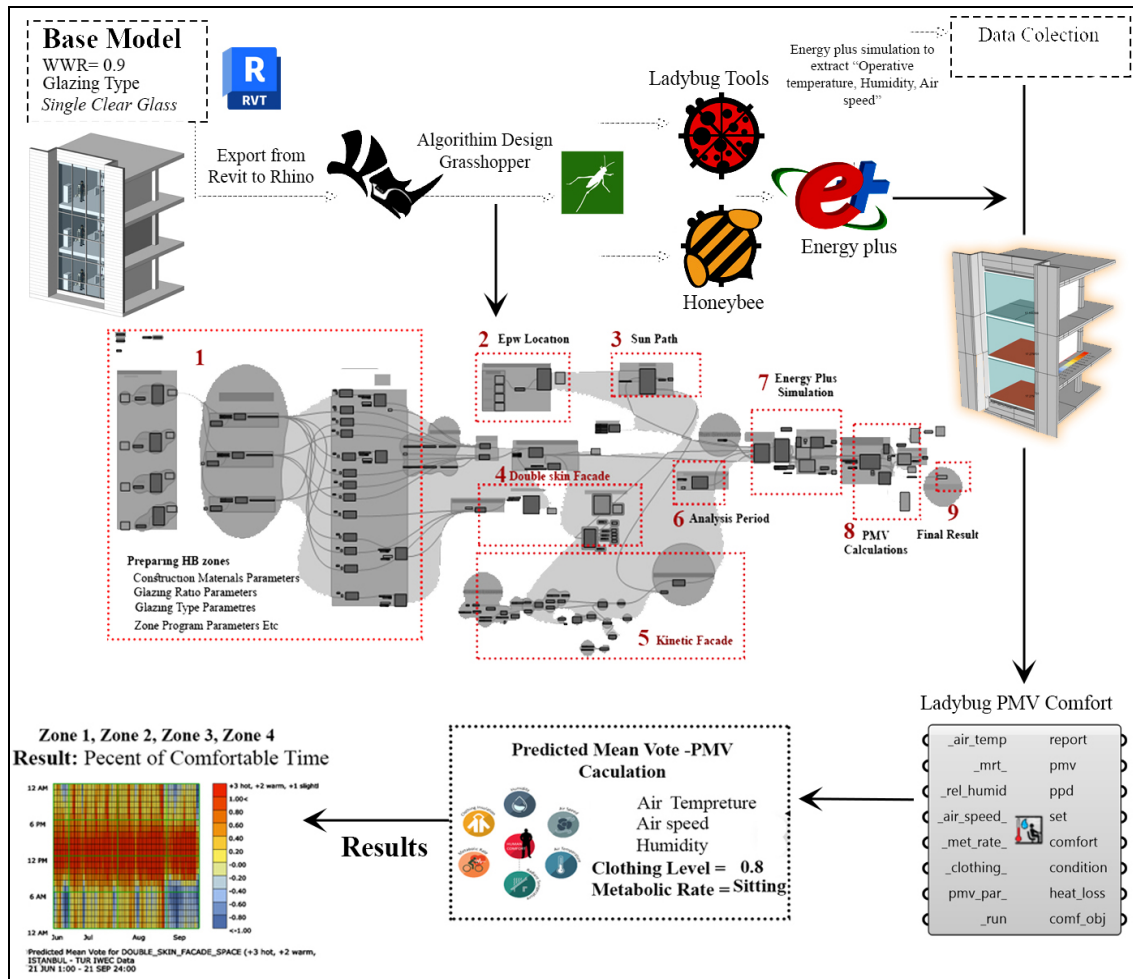 Base Model
WWR= 0.9
Glazing Type
Single Clear Glass
R
RVT
Export from
Revit to Rhino
Algorithim Design
Grasshopper
Ladybug Tools
Honeybee
Energy plus simulation to
extract “Operative
temperature, Humidity, Air
speed”
e+
Energy plus
Data Colection
1
2 Epw Location
3 Sun Path
7 Energy Plus
Simulation
4 Double skin Facade
6 Analysis Period
8 PMV
Calculations
9
Final Result
5 Kinetic Facade
Preparing HB zones
Construction Materials Parameters
Glazing Ratio Parameters
Glazing Type Parametres
Zone Program Parameters Etc
Ladybug PMV Comfort
_air_temp report
_mrt_ pmv
_rel_humid ppd
_air_speed_ set
_met_rate_ comfort
_clothing_ condition
pmv_par_ heat_loss
_run comf_obj
Predicted Mean Vote -PMV
Caculation
Air Tempreture
Air speed
Humidity
Clothing Level = 0.8
Metabolic Rate = Sitting
Humidity
Air Speed
HUMAN COMFORT
Metabolic Rate
Air Temperature
Results
Zone 1, Zone 2, Zone 3, Zone 4
Result: Pecent of Comfortable Time
+3 hot, +2 warm, +1 slightl
12 AM
6 PM
12 PM
6 AM
12 AM
Jun Jul Aug Sep
1.00<
0.80
0.60
0.40
0.20
-0.00
-0.20
-0.40
-0.60
-0.80
<-1.00
Predicted Mean Vote for DOUBLE_SKIN_FACADE_SPACE (+3 hot, +2 warm,
ISTANBUL - TUR IWEC Data
21 JUN 1:00 - 21 SEP 24:00